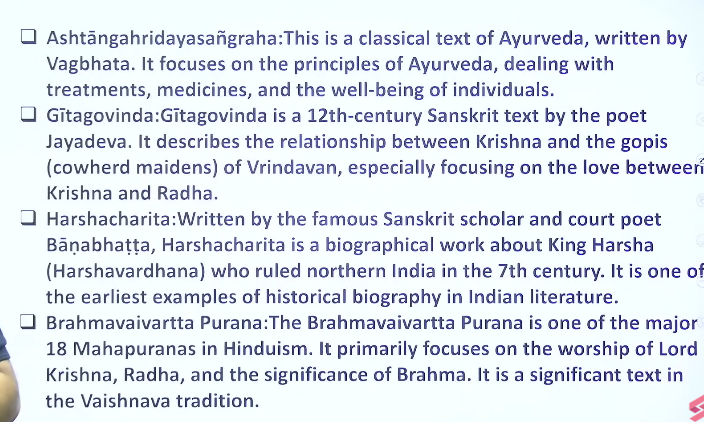 ❑ Ashtāngahridayasañgraha:This is a classical text of Ayurveda, written by
Vagbhata. It focuses on the principles of Ayurveda, dealing with
treatments, medicines, and the well-being of individuals.
❑ Gītagovinda:Gītagovinda is a 12th-century Sanskrit text by the poet
Jayadeva. It describes the relationship between Krishna and the gopis
(cowherd maidens) of Vrindavan, especially focusing on the love between
Krishna and Radha.
❑ Harshacharita:Written by the famous Sanskrit scholar and court poet
Bāṇabhaṭṭa, Harshacharita is a biographical work about King Harsha
(Harshavardhana) who ruled northern India in the 7th century. It is one of
the earliest examples of historical biography in Indian literature.
❑ Brahmavaivartta Purana:The Brahmavaivartta Purana is one of the major
18 Mahapuranas in Hinduism. It primarily focuses on the worship of Lord
Krishna, Radha, and the significance of Brahma. It is a significant text in
the Vaishnava tradition.